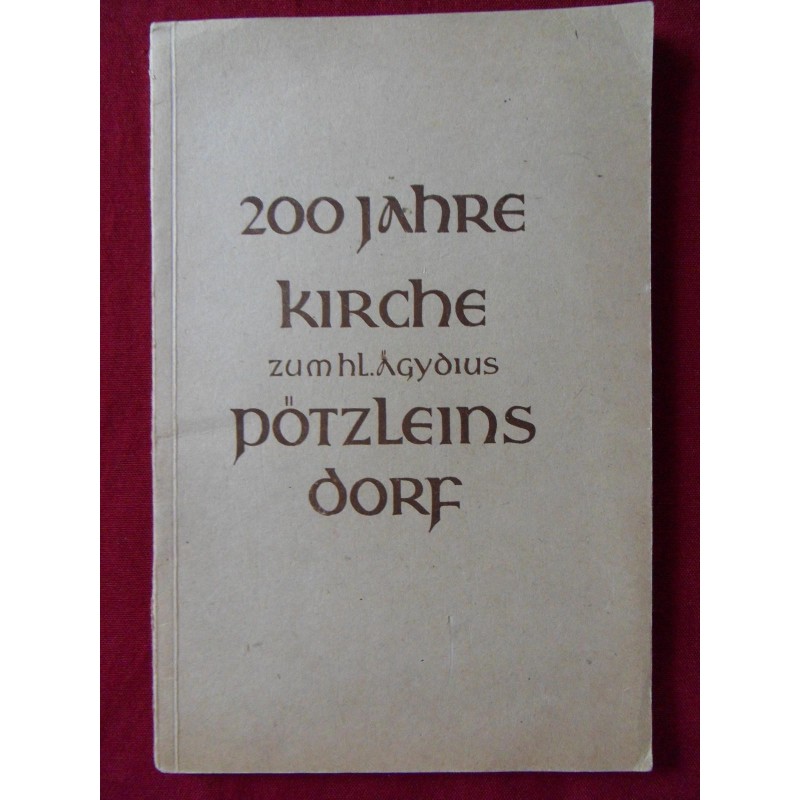 200 JAHRE
KIRCHE
ZUM HL. ÄGYDIUS
PÖTZLEINS
DORF